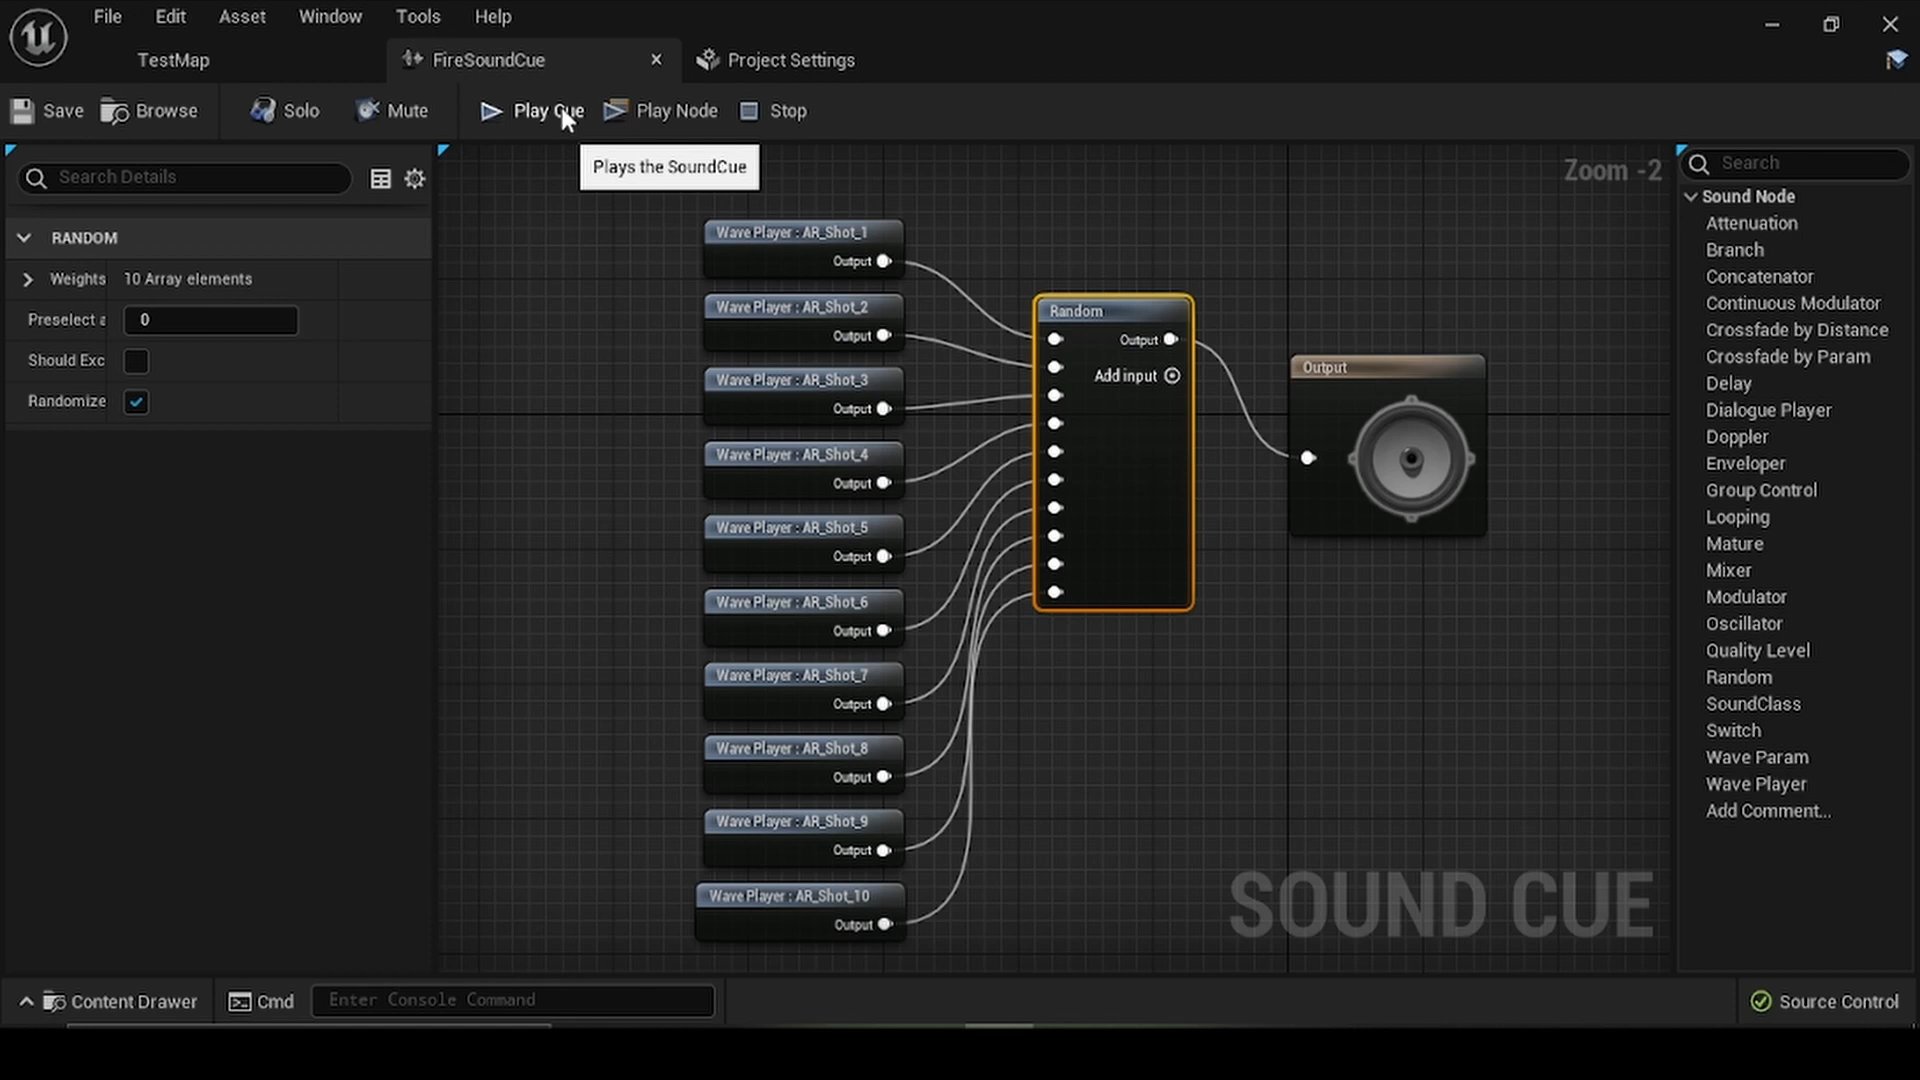 File Edit Asset Window Tools Help
TestMap
FireSoundCue
Project Settings
Save
Browse
Solo
Mute
Play Cue
Play Node
Stop
Plays the SoundCue
Search Details
RANDOM
Weights
10 Array elements
Preselect a
0
Should Exc
Randomize
Zoom -2
Wave Player : AR_Shot_1
Output
Wave Player : AR_Shot_2
Output
Wave Player : AR_Shot_3
Output
Wave Player : AR_Shot_4
Output
Wave Player : AR_Shot_5
Output
Wave Player : AR_Shot_6
Output
Wave Player : AR_Shot_7
Output
Wave Player : AR_Shot_8
Output
Wave Player : AR_Shot_9
Output
Wave Player : AR_Shot_10
Output
Random
Output
Add input
Output
SOUND CUE
Search
Sound Node
Attenuation
Branch
Concatenator
Continuous Modulator
Crossfade by Distance
Crossfade by Param
Delay
Dialogue Player
Doppler
Enveloper
Group Control
Looping
Mature
Mixer
Modulator
Oscillator
Quality Level
Random
SoundClass
Switch
Wave Param
Wave Player
Add Comment...
Content Drawer
Cmd
Enter Console Command
Source Control